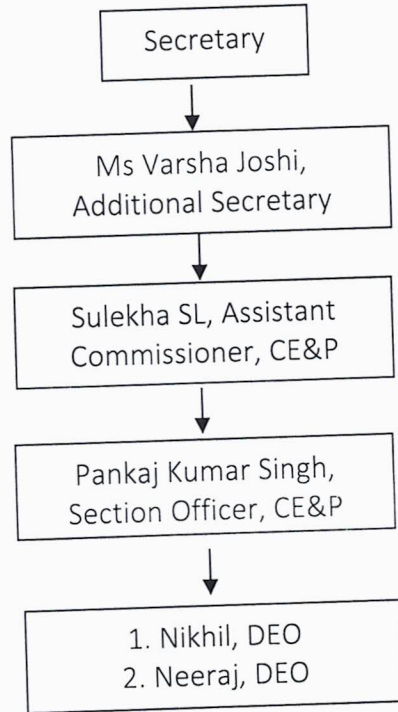 Secretary
Ms Varsha Joshi,
Additional Secretary
Sulekha SL, Assistant
Commissioner, CE&P
Pankaj Kumar Singh,
Section Officer, CE&P
1. Nikhil, DEO
2. Neeraj, DEO